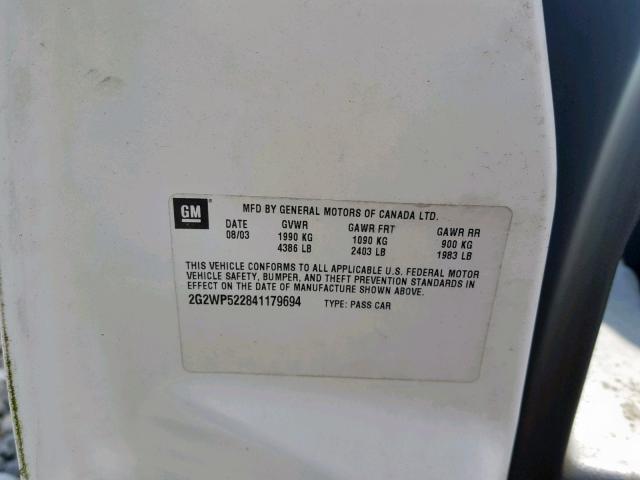 GM MFD BY GENERAL MOTORS OF CANADA LTD.
DATE GVWR GAWR FRT GAWR RR
08/03 1990 KG 1090 KG 900 KG
4386 LB 2403 LB 1983 LB
THIS VEHICLE CONFORMS TO ALL APPLICABLE U.S. FEDERAL MOTOR
VEHICLE SAFETY, BUMPER, AND THEFT PREVENTION STANDARDS IN
EFFECT ON THE DATE OF MANUFACTURE SHOWN ABOVE.
2G2WP522841179694 TYPE: PASS CAR